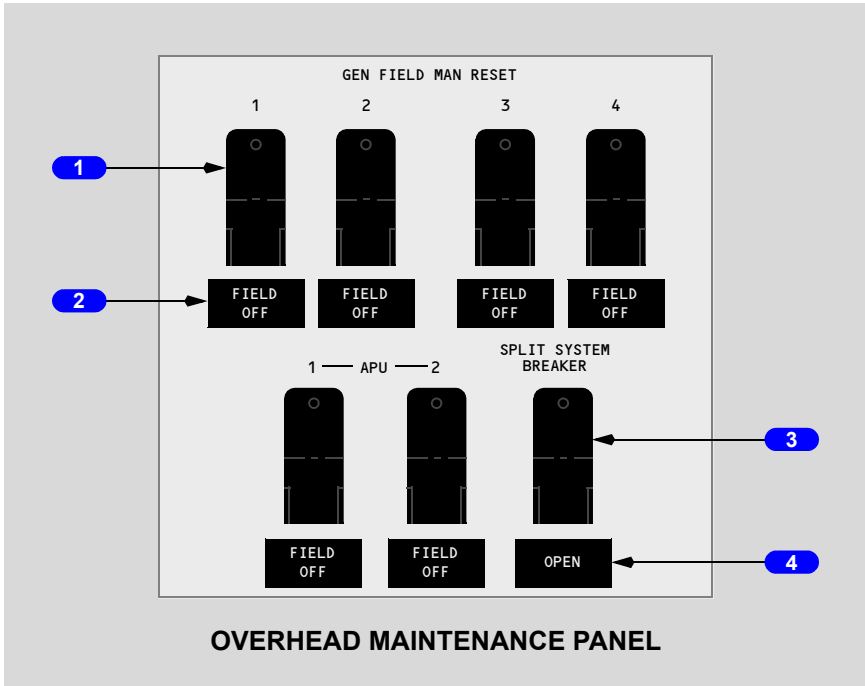 GEN FIELD MAN RESET
1 2 3 4
1
2
FIELD OFF FIELD OFF FIELD OFF FIELD OFF
1 APU 2
SPLIT SYSTEM
BREAKER
3
FIELD OFF FIELD OFF OPEN
4
OVERHEAD MAINTENANCE PANEL